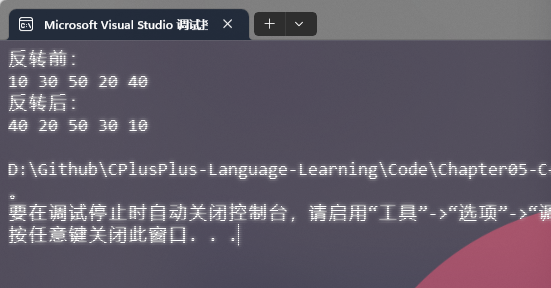 Microsoft Visual Studio 调试
反转前：
10 30 50 20 40
反转后：
40 20 50 30 10
D:\Github\CPlusPlus-Language-Learning\Code\Chapter05-C
。
要在调试停止时自动关闭控制台，请启用“工具”->“选项”->“调
按任意键关闭此窗口. . .